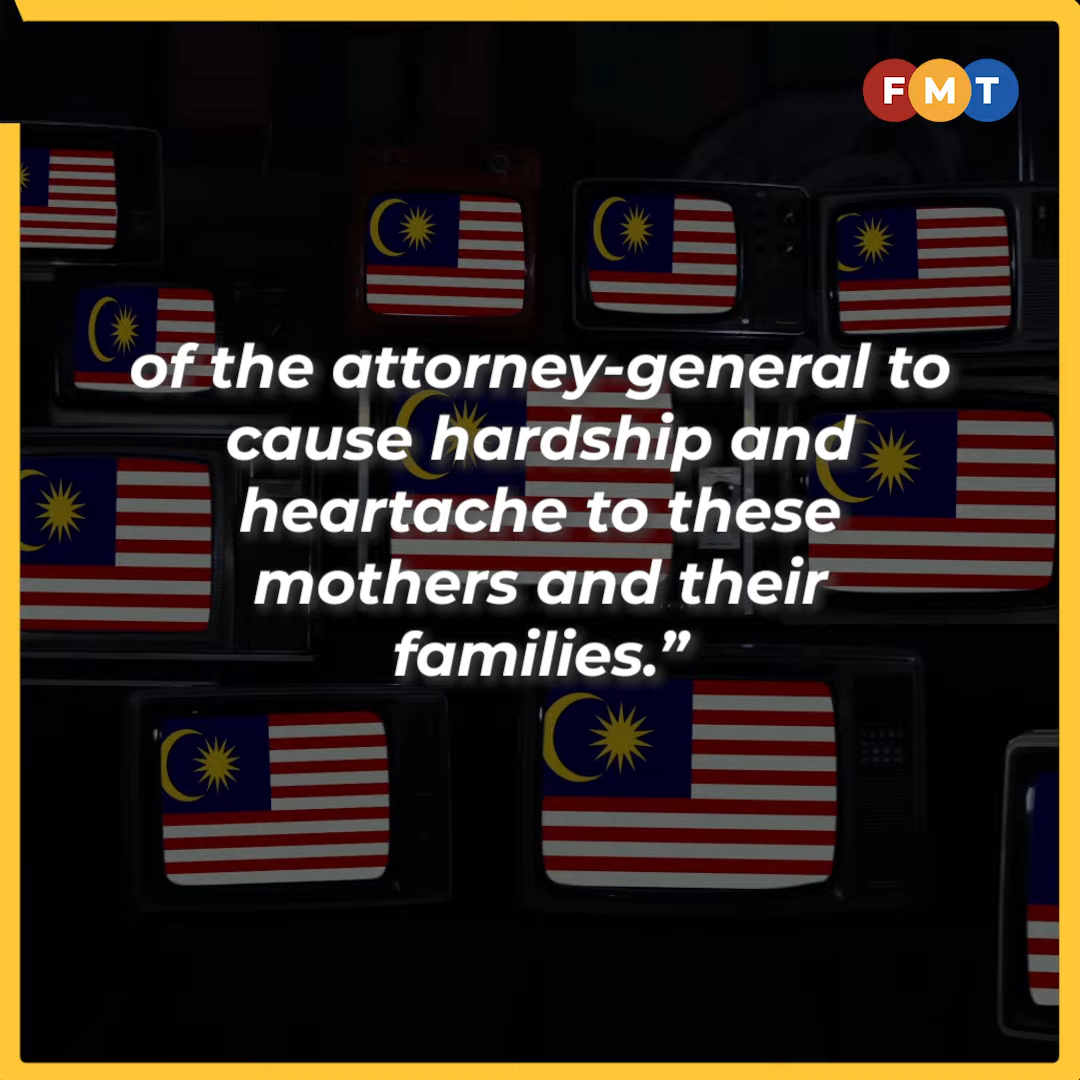 FMT
of the attorney-general to
cause hardship and
heartache to these
mothers and their
families.”